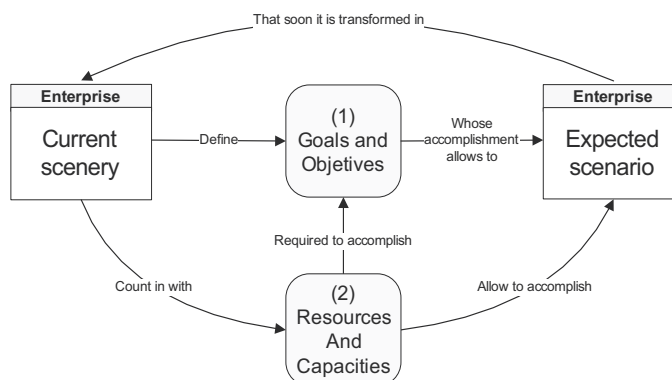 That soon it is transformed in
Enterprise
Current
scenery
Define
(1)
Goals and
Objetives
Whose
accomplishment
allows to
Enterprise
Expected
scenario
Required to accomplish
Count in with
(2)
Resources
And
Capacities
Allow to accomplish